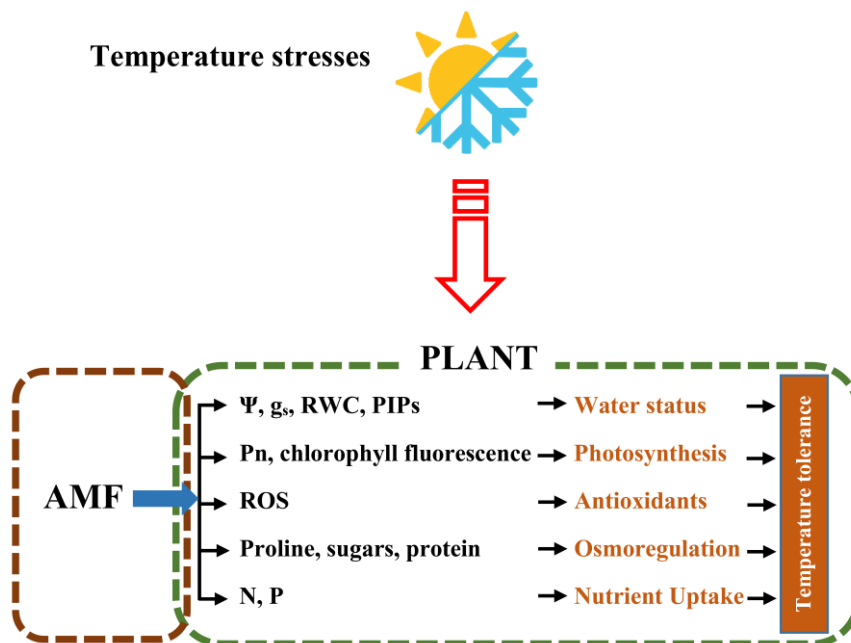 Temperature stresses
PLANT
AMF
Ψ, gs, RWC, PIPs
Water status
Pn, chlorophyll fluorescence
Photosynthesis
ROS
Antioxidants
Proline, sugars, protein
Osmoregulation
N, P
Nutrient Uptake
Temperature tolerance